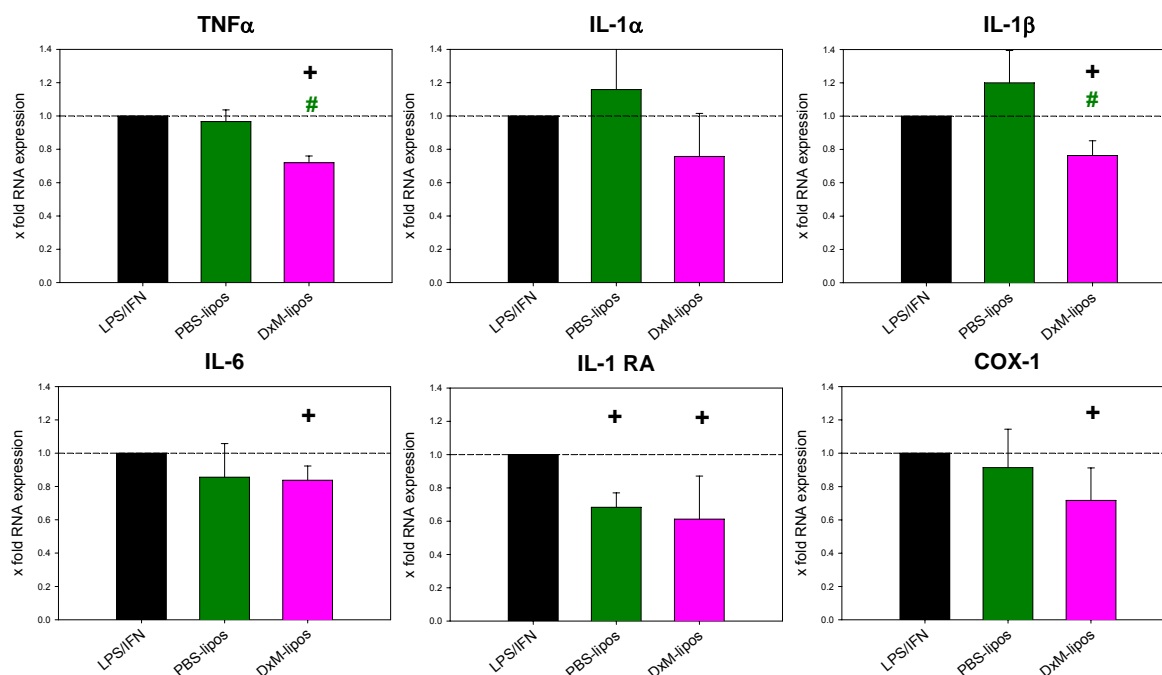 TNFα
x fold RNA expression
1.4
1.2
1.0
0.8
0.6
0.4
0.2
0.0
+
#
LPS/IFN
PBS-lipos
DxM-lipos
IL-1α
x fold RNA expression
1.4
1.2
1.0
0.8
0.6
0.4
0.2
0.0
LPS/IFN
PBS-lipos
DxM-lipos
IL-1β
x fold RNA expression
1.4
1.2
1.0
0.8
0.6
0.4
0.2
0.0
+
#
LPS/IFN
PBS-lipos
DxM-lipos
IL-6
x fold RNA expression
1.4
1.2
1.0
0.8
0.6
0.4
0.2
0.0
+
LPS/IFN
PBS-lipos
DxM-lipos
IL-1 RA
x fold RNA expression
1.4
1.2
1.0
0.8
0.6
0.4
0.2
0.0
+ +
LPS/IFN
PBS-lipos
DxM-lipos
COX-1
x fold RNA expression
1.4
1.2
1.0
0.8
0.6
0.4
0.2
0.0
+
LPS/IFN
PBS-lipos
DxM-lipos